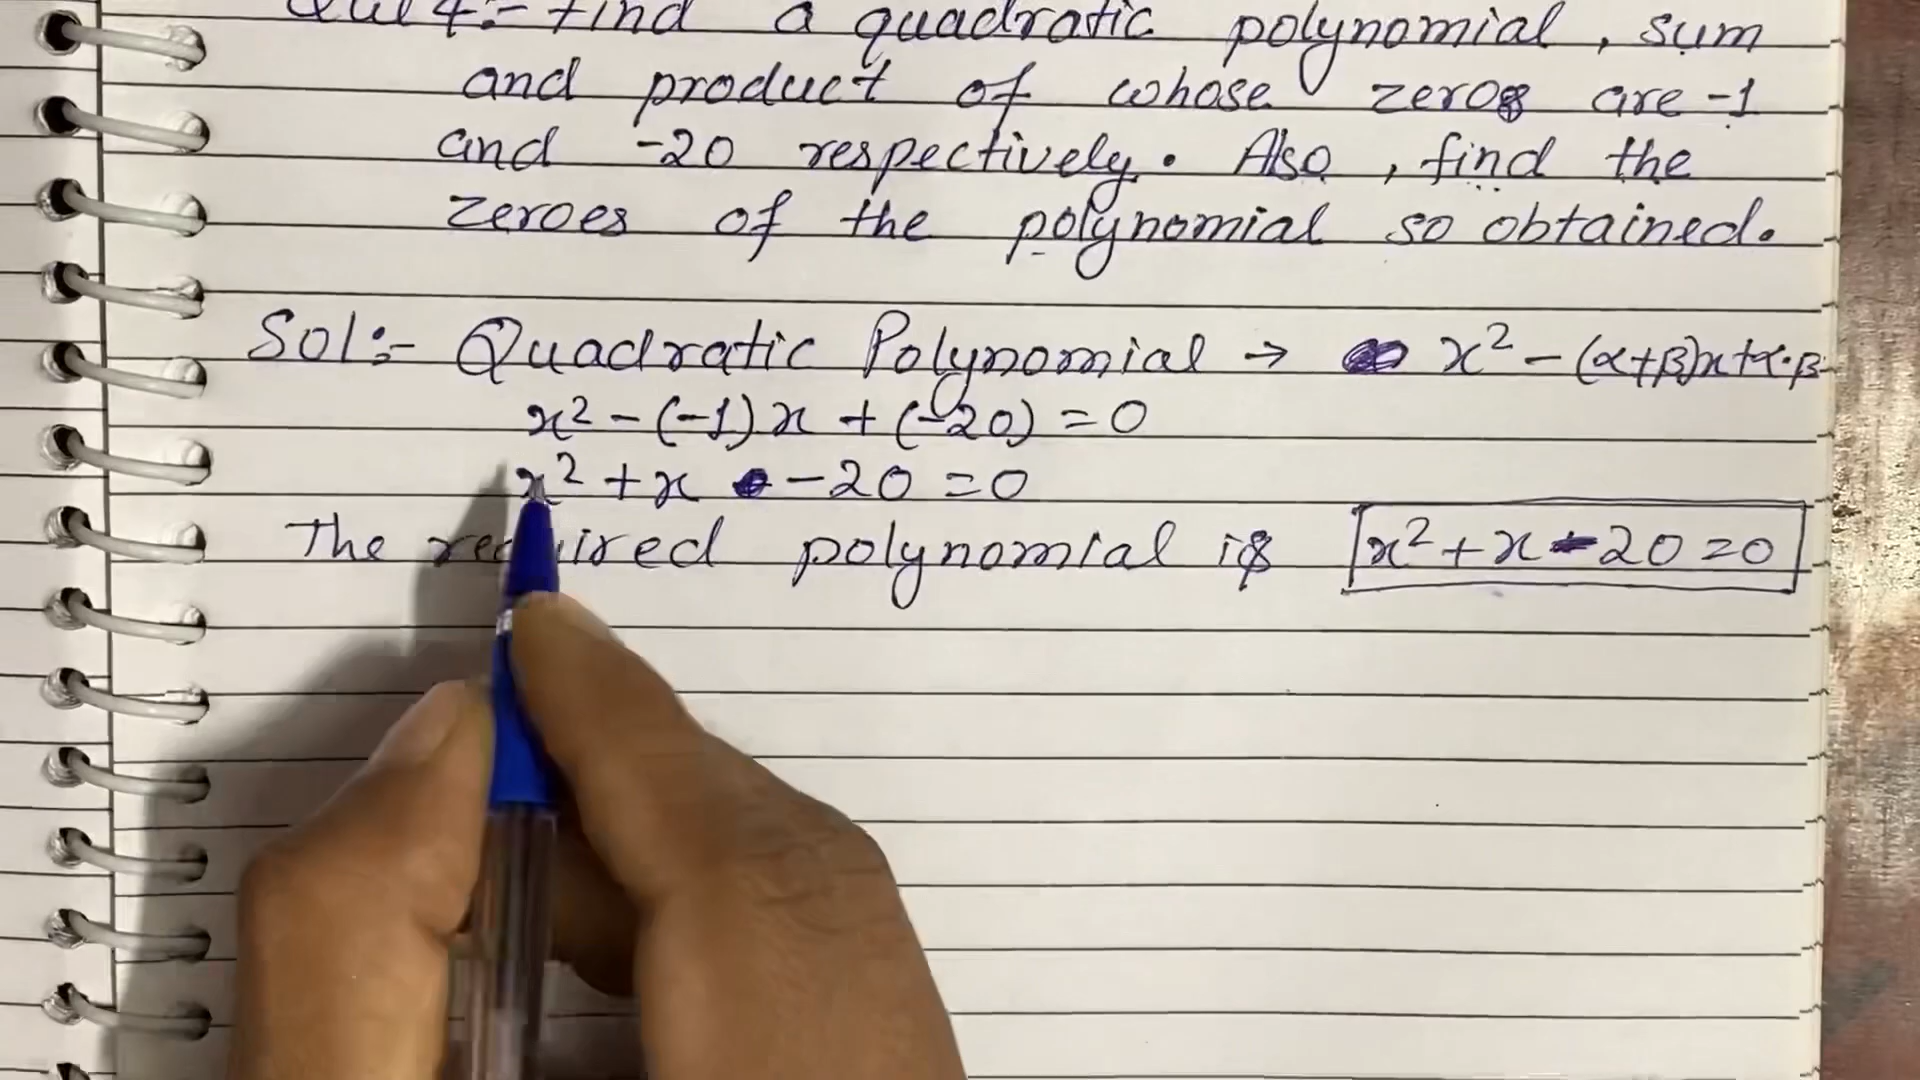 Que 4:- find a quadratic polynomial, sum
and product of whose zeros are -1
and -20 respectively. Also, find the
zeroes of the polynomial so obtained.
Sol:- Quadratic Polynomial → x² - (α+β)x+α·β
x² - (-1)x + (-20) = 0
x² + x - 20 = 0
The required polynomial is x² + x - 20 = 0